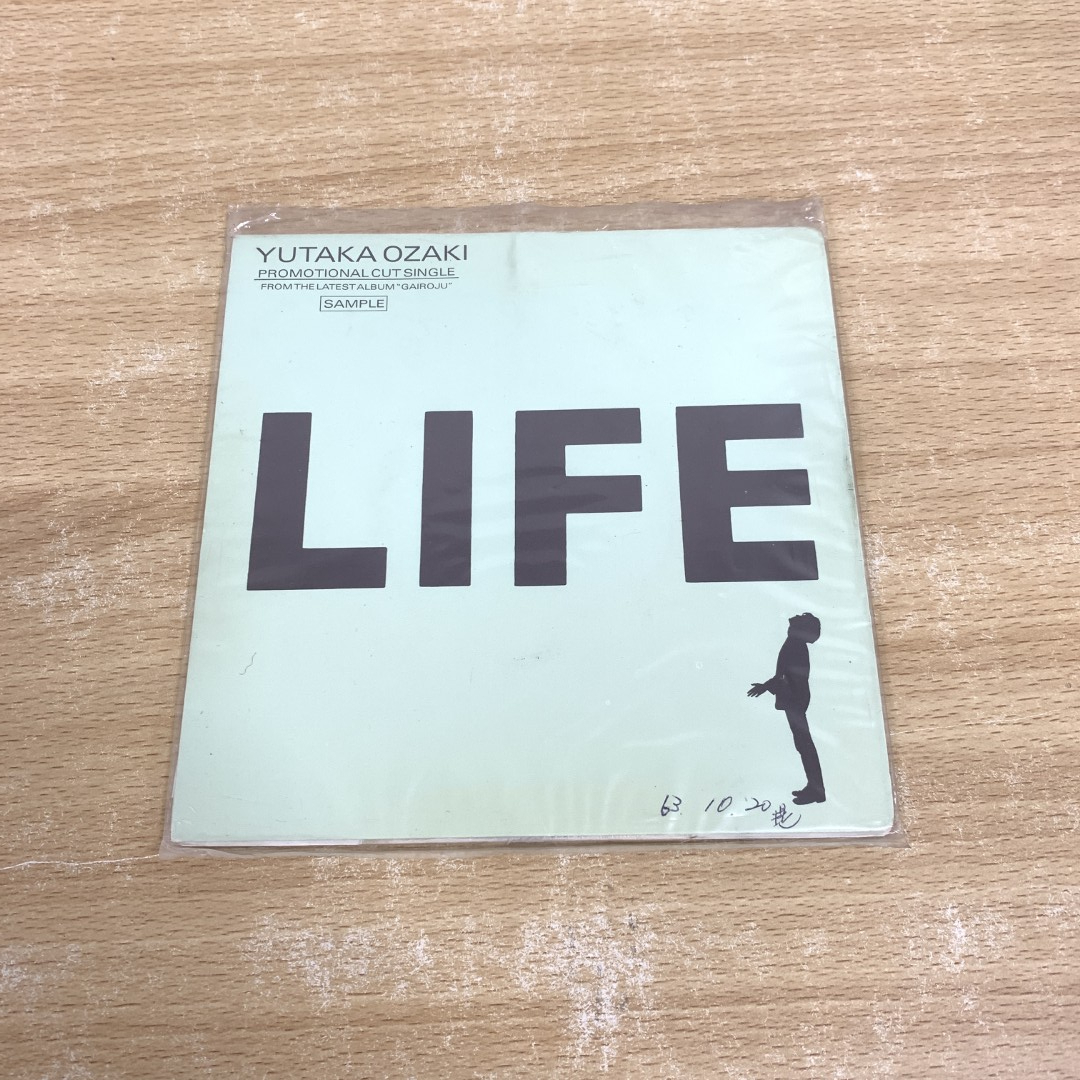 YUTAKA OZAKI
PROMOTIONAL CUT SINGLE
FROM THE LATEST ALBUM "GAIROJU"
SAMPLE
LIFE
63. 10. 20